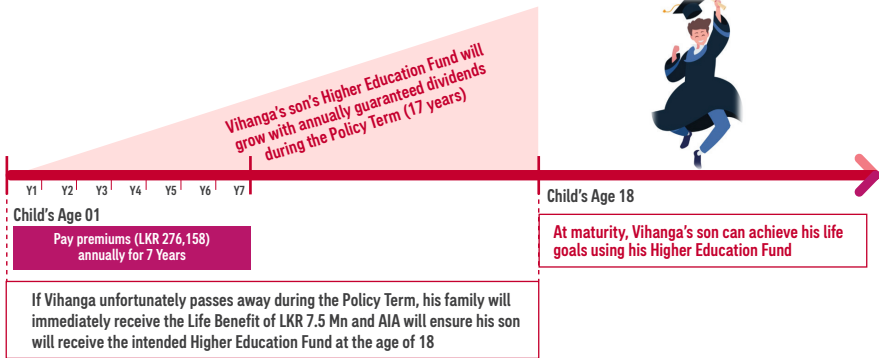 Vihanga's son's Higher Education Fund will
grow with annually guaranteed dividends
during the Policy Term (17 years)
Y1 Y2 Y3 Y4 Y5 Y6 Y7
Child's Age 01
Child's Age 18
Pay premiums (LKR 276,158)
annually for 7 Years
At maturity, Vihanga's son can achieve his life
goals using his Higher Education Fund
If Vihanga unfortunately passes away during the Policy Term, his family will
immediately receive the Life Benefit of LKR 7.5 Mn and AIA will ensure his son
will receive the intended Higher Education Fund at the age of 18